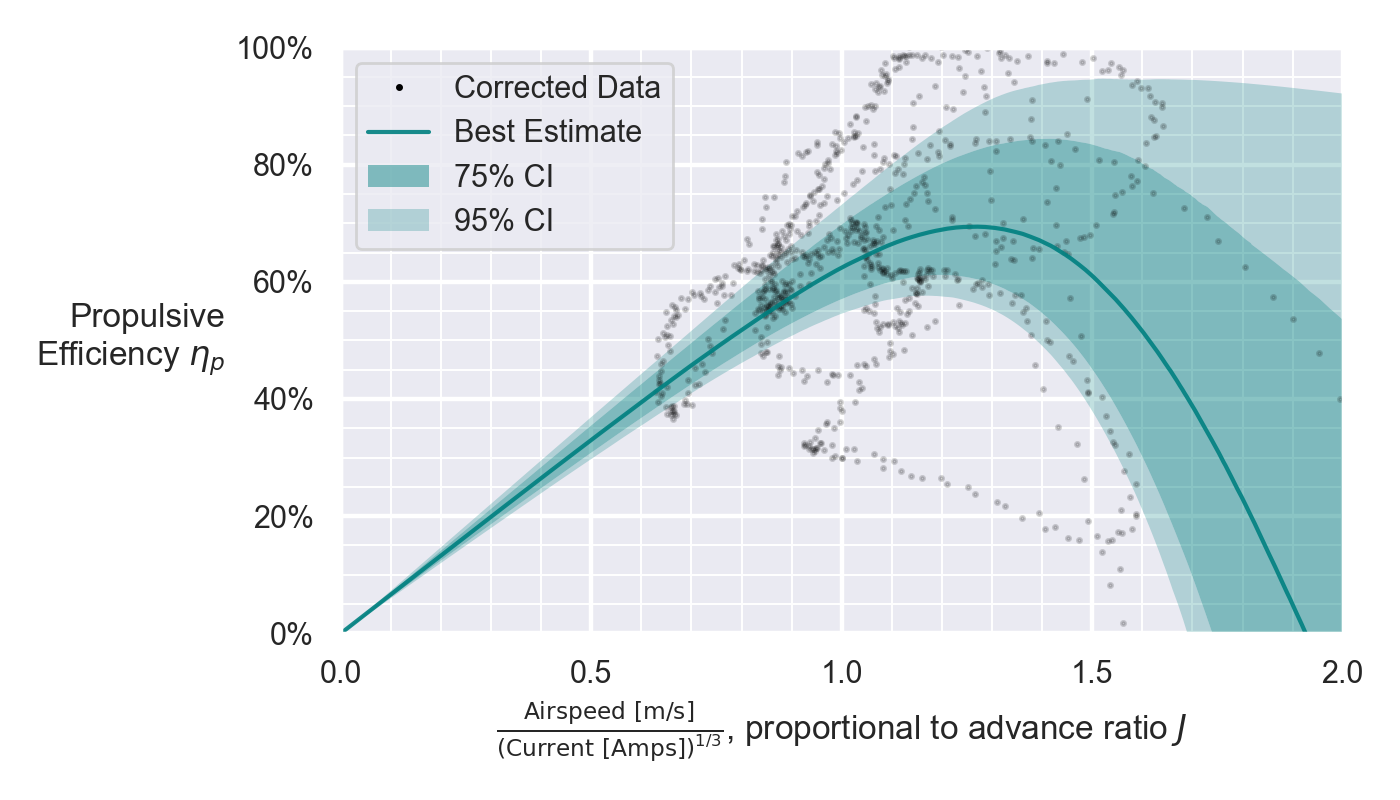 100%
80%
60%
40%
20%
0%
Corrected Data
Best Estimate
75% CI
95% CI
Propulsive
Efficiency ηp
0.0 0.5 1.0 1.5 2.0
Airspeed [m/s]
(Current [Amps])^1/3, proportional to advance ratio J